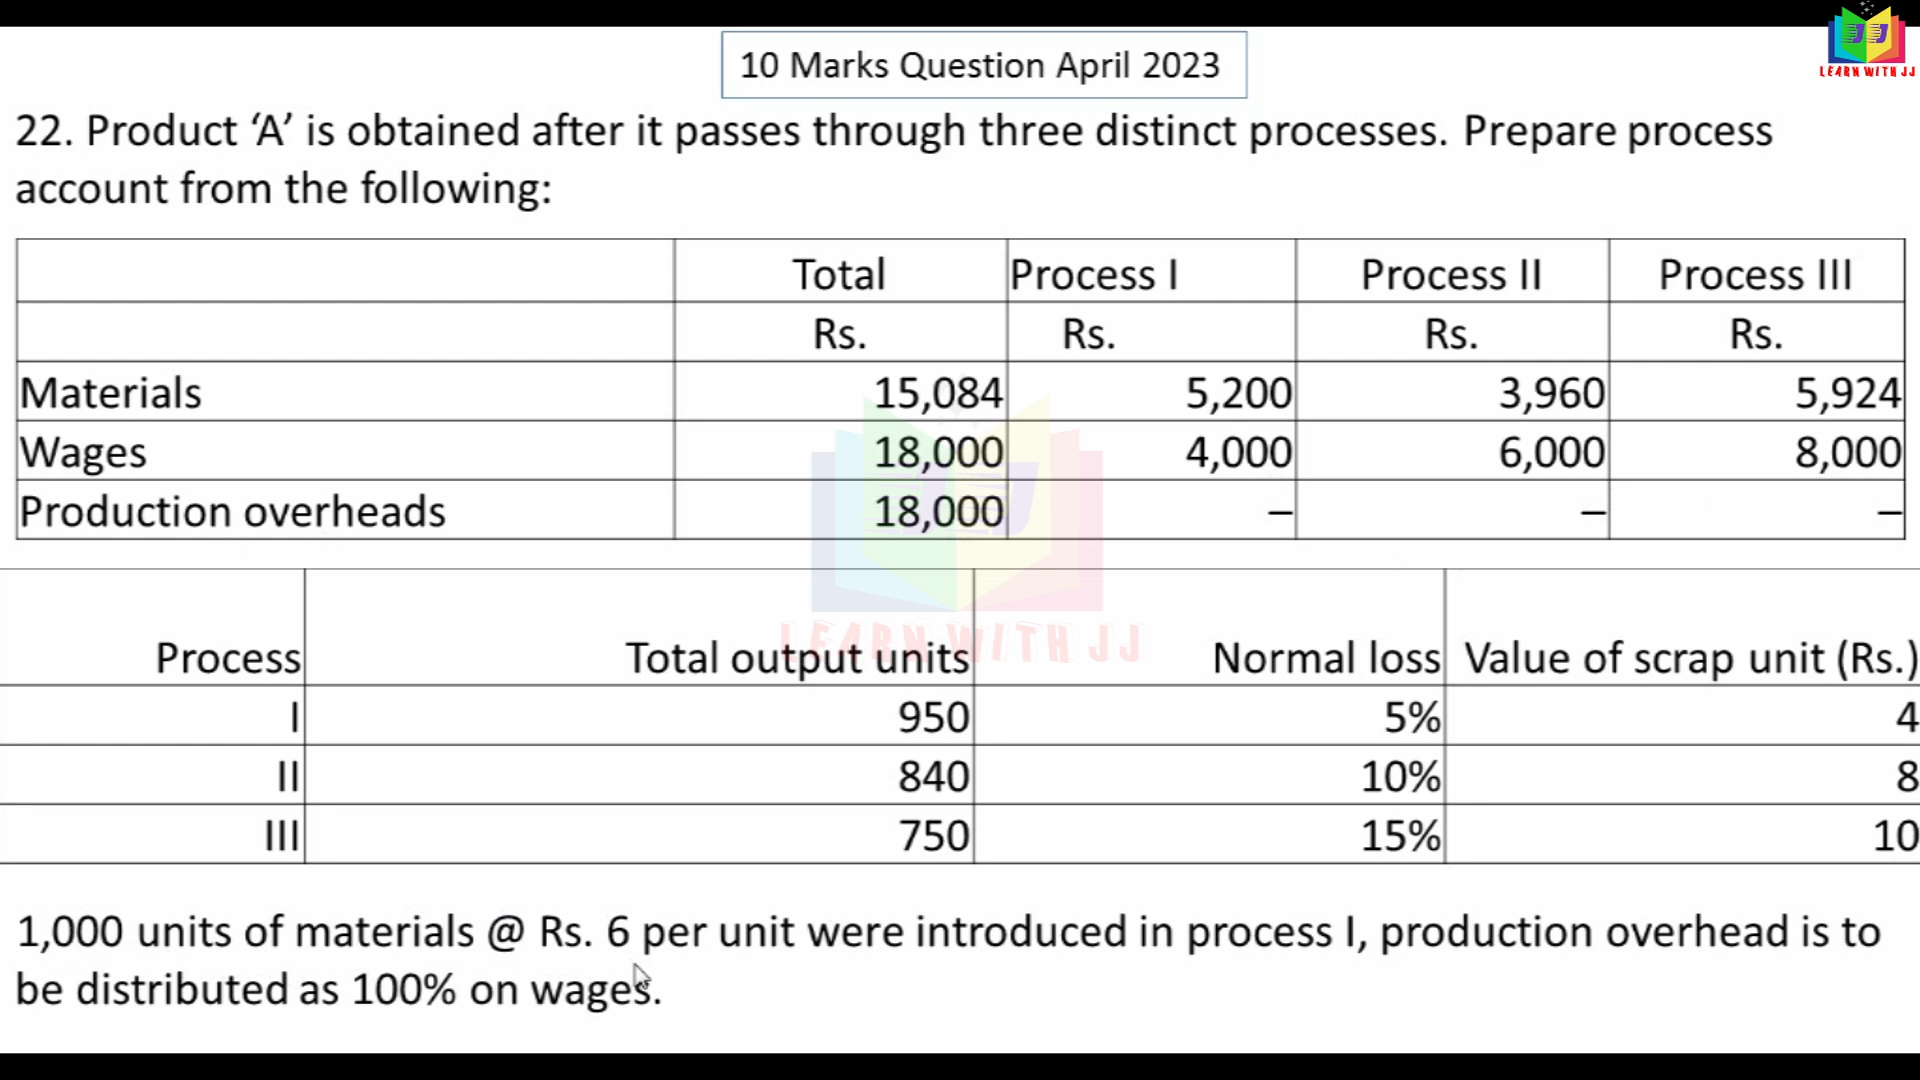 LEARN WITH JJ
10 Marks Question April 2023
22. Product ‘A’ is obtained after it passes through three distinct processes. Prepare process
account from the following:
Total Process I Process II Process III
Rs. Rs. Rs. Rs.
Materials 15,084 5,200 3,960 5,924
Wages 18,000 4,000 6,000 8,000
Production overheads 18,000 – – –
LEARN WITH JJ
Process Total output units Normal loss Value of scrap unit (Rs.)
I 950 5% 4
II 840 10% 8
III 750 15% 10
1,000 units of materials @ Rs. 6 per unit were introduced in process I, production overhead is to
be distributed as 100% on wages.